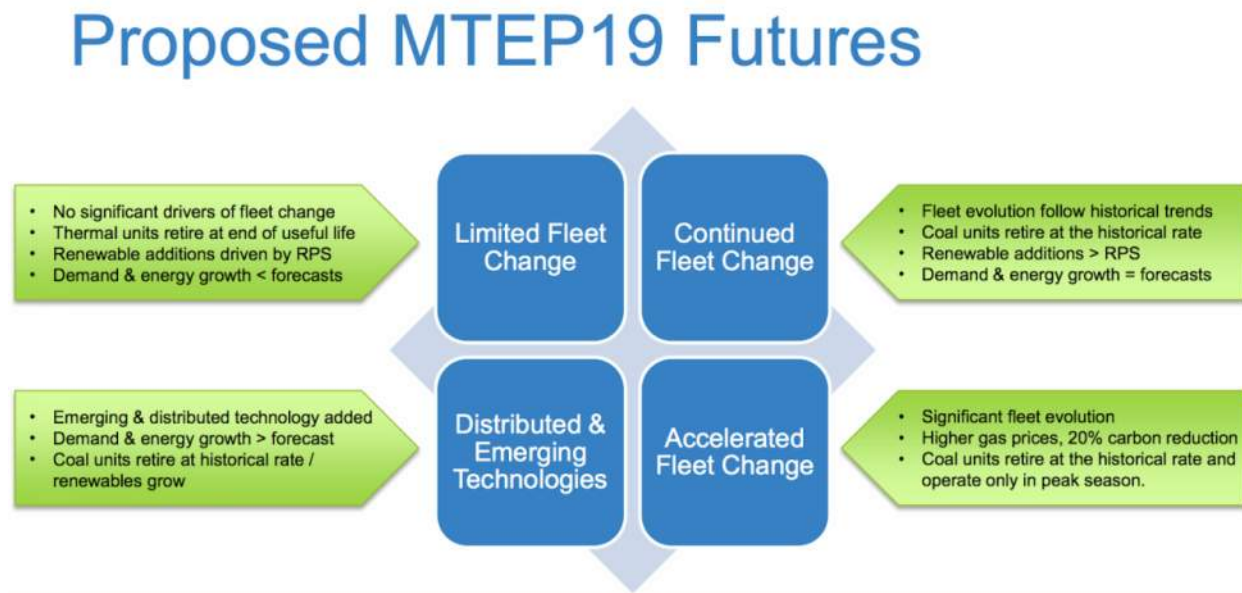 Proposed MTEP19 Futures
• No significant drivers of fleet change
• Thermal units retire at end of useful life
• Renewable additions driven by RPS
• Demand & energy growth < forecasts
Limited Fleet
Change
Continued
Fleet Change
• Fleet evolution follow historical trends
• Coal units retire at the historical rate
• Renewable additions > RPS
• Demand & energy growth = forecasts
• Emerging & distributed technology added
• Demand & energy growth > forecast
• Coal units retire at historical rate /
renewables grow
Distributed &
Emerging
Technologies
Accelerated
Fleet Change
• Significant fleet evolution
• Higher gas prices, 20% carbon reduction
• Coal units retire at the historical rate and
operate only in peak season.